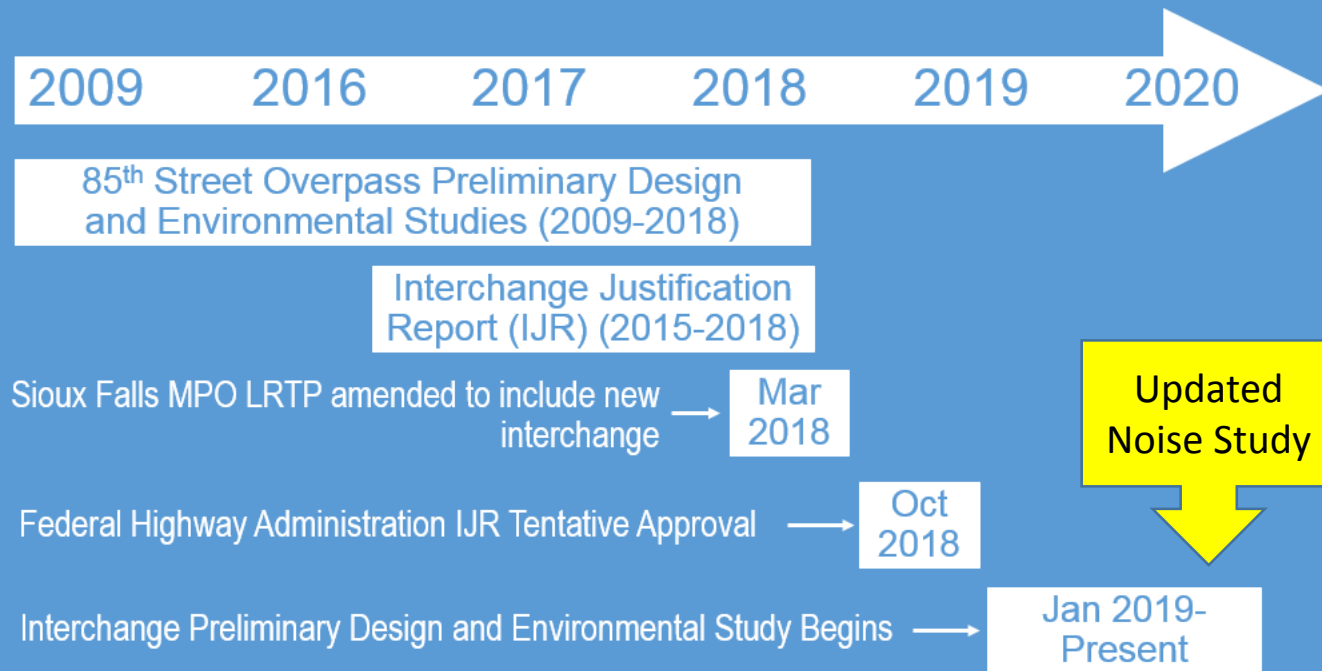 2009 2016 2017 2018 2019 2020
85th Street Overpass Preliminary Design
and Environmental Studies (2009-2018)
Interchange Justification
Report (IJR) (2015-2018)
Sioux Falls MPO LRTP amended to include new
interchange
Mar
2018
Updated
Noise Study
Federal Highway Administration IJR Tentative Approval
Oct
2018
Interchange Preliminary Design and Environmental Study Begins
Jan 2019-
Present